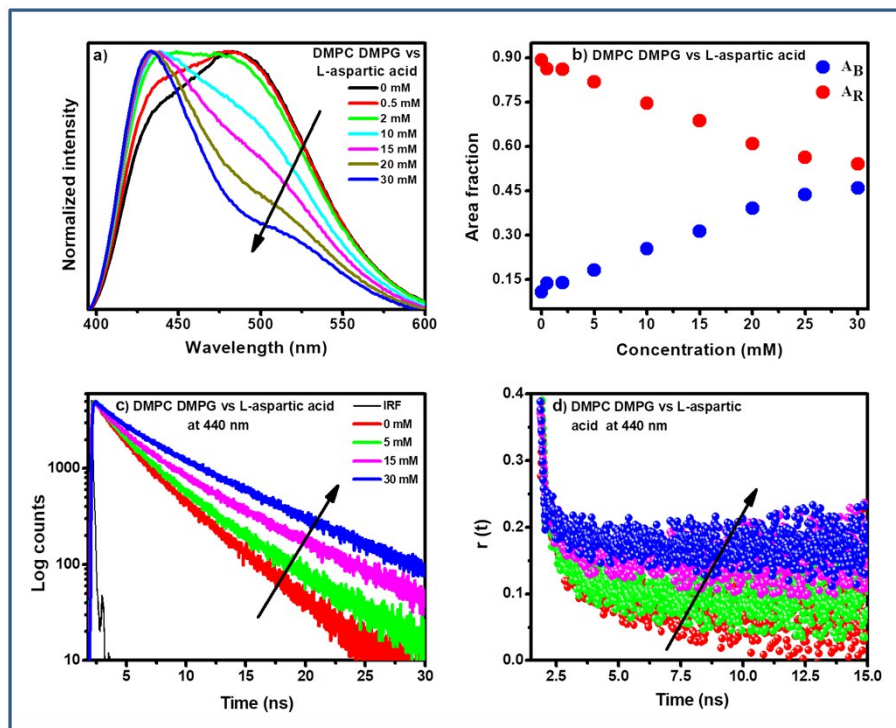 a)
DMPC DMPG vs
L-aspartic acid
0 mM
0.5 mM
2 mM
10 mM
15 mM
20 mM
30 mM
Normalized intensity
400 450 500 550 600
Wavelength (nm)
b) DMPC DMPG vs L-aspartic acid
AB
AR
Area fraction
0.90
0.75
0.60
0.45
0.30
0.15
0 5 10 15 20 25 30
Concentration (mM)
c) DMPC DMPG vs L-aspartic acid
at 440 nm
IRF
0 mM
5 mM
15 mM
30 mM
Log counts
1000
100
10
5 10 15 20 25 30
Time (ns)
d) DMPC DMPG vs L-aspartic
acid at 440 nm
r (t)
0.4
0.3
0.2
0.1
0.0
2.5 5.0 7.5 10.0 12.5 15.0
Time (ns)